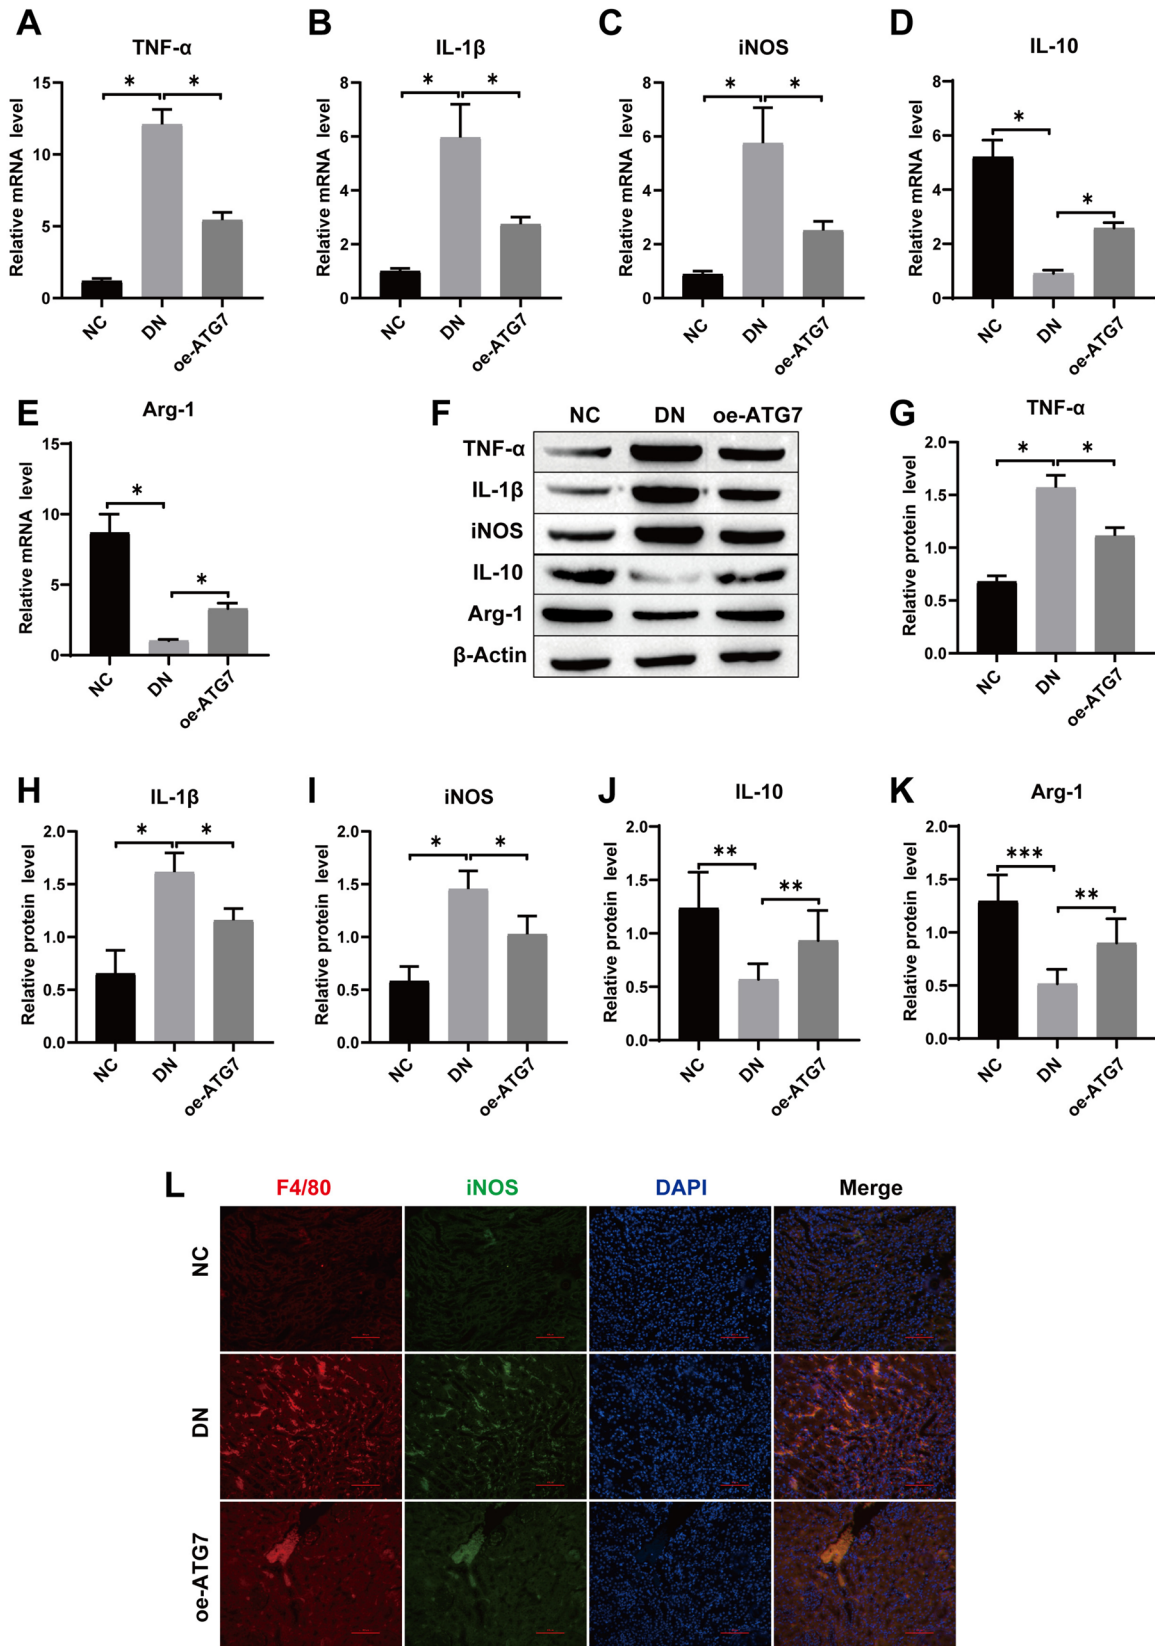 A
TNF-α
Relative mRNA level
15
10
5
0
* *
NC
DN
oe-ATG7
B
IL-1β
Relative mRNA level
8
6
4
2
0
* *
NC
DN
oe-ATG7
C
iNOS
Relative mRNA level
8
6
4
2
0
* *
NC
DN
oe-ATG7
D
IL-10
Relative mRNA level
8
6
4
2
0
*
*
NC
DN
oe-ATG7
E
Arg-1
Relative mRNA level
15
10
5
0
*
*
NC
DN
oe-ATG7
F
NC DN oe-ATG7
TNF-α
IL-1β
iNOS
IL-10
Arg-1
β-Actin
G
TNF-α
Relative protein level
2.0
1.5
1.0
0.5
0.0
* *
NC
DN
oe-ATG7
H
IL-1β
Relative protein level
2.0
1.5
1.0
0.5
0.0
* *
NC
DN
oe-ATG7
I
iNOS
Relative protein level
2.0
1.5
1.0
0.5
0.0
* *
NC
DN
oe-ATG7
J
IL-10
Relative protein level
2.0
1.5
1.0
0.5
0.0
**
**
NC
DN
oe-ATG7
K
Arg-1
Relative protein level
2.0
1.5
1.0
0.5
0.0
***
**
NC
DN
oe-ATG7
L
F4/80 iNOS DAPI Merge
NC
DN
oe-ATG7